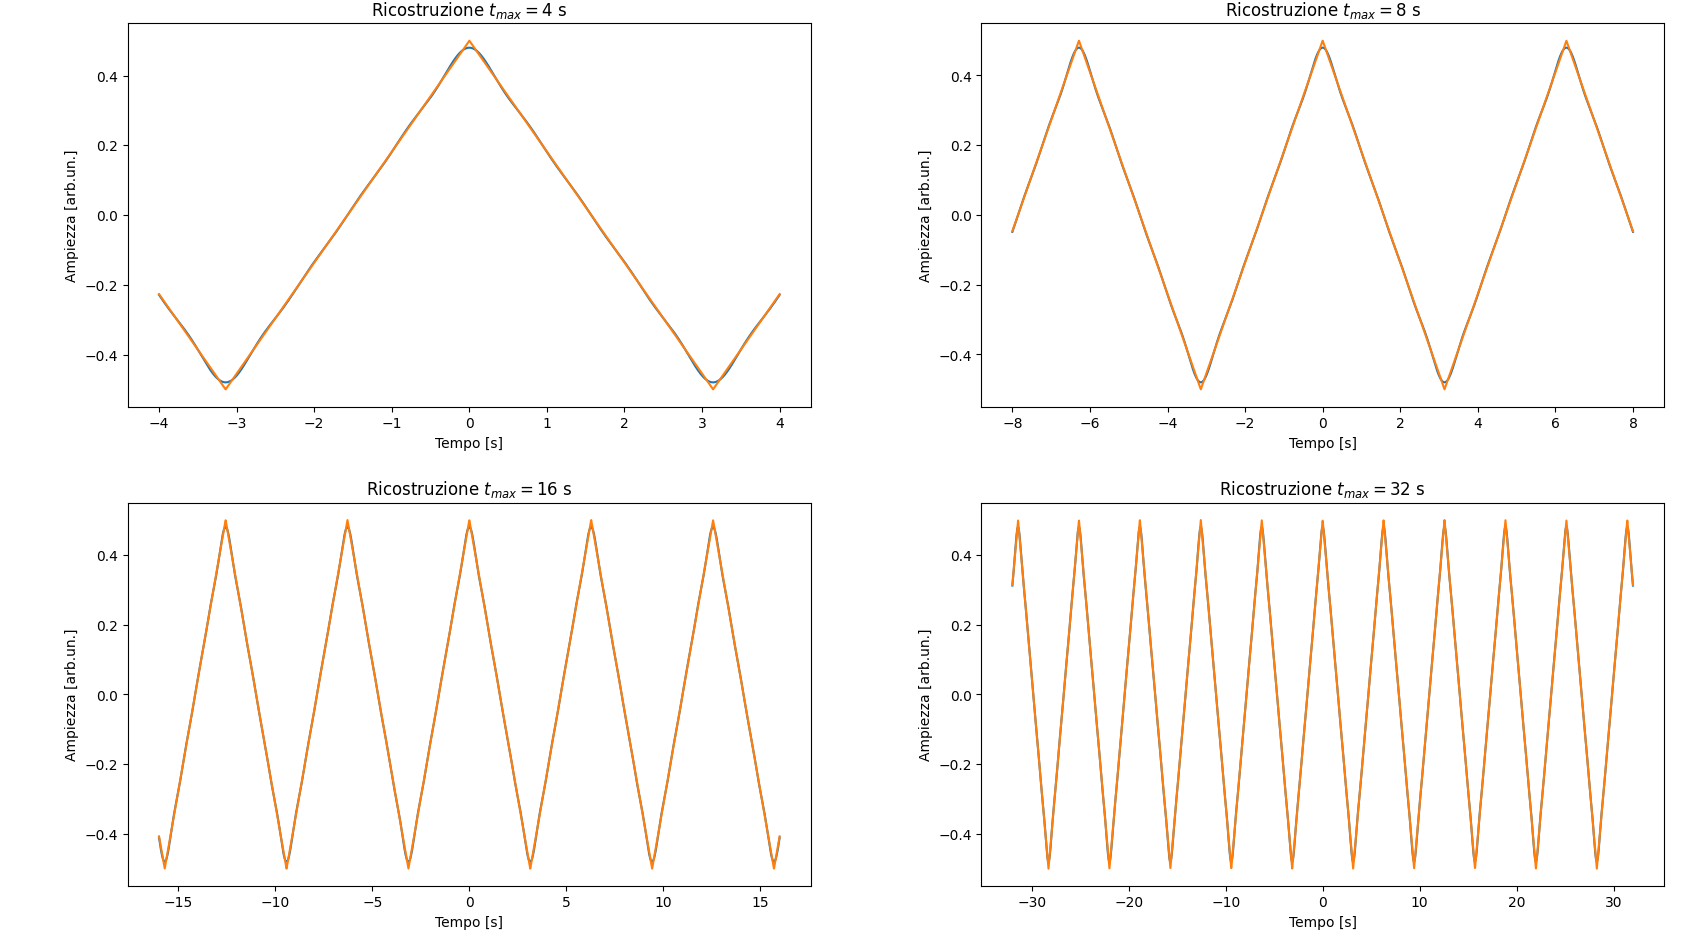 Ricostruzione t_max = 4 s
Ampiezza [arb.un.]
0.4
0.2
0.0
−0.2
−0.4
−4 −3 −2 −1 0 1 2 3 4
Tempo [s]
Ricostruzione t_max = 8 s
Ampiezza [arb.un.]
0.4
0.2
0.0
−0.2
−0.4
−8 −6 −4 −2 0 2 4 6 8
Tempo [s]
Ricostruzione t_max = 16 s
Ampiezza [arb.un.]
0.4
0.2
0.0
−0.2
−0.4
−15 −10 −5 0 5 10 15
Tempo [s]
Ricostruzione t_max = 32 s
Ampiezza [arb.un.]
0.4
0.2
0.0
−0.2
−0.4
−30 −20 −10 0 10 20 30
Tempo [s]